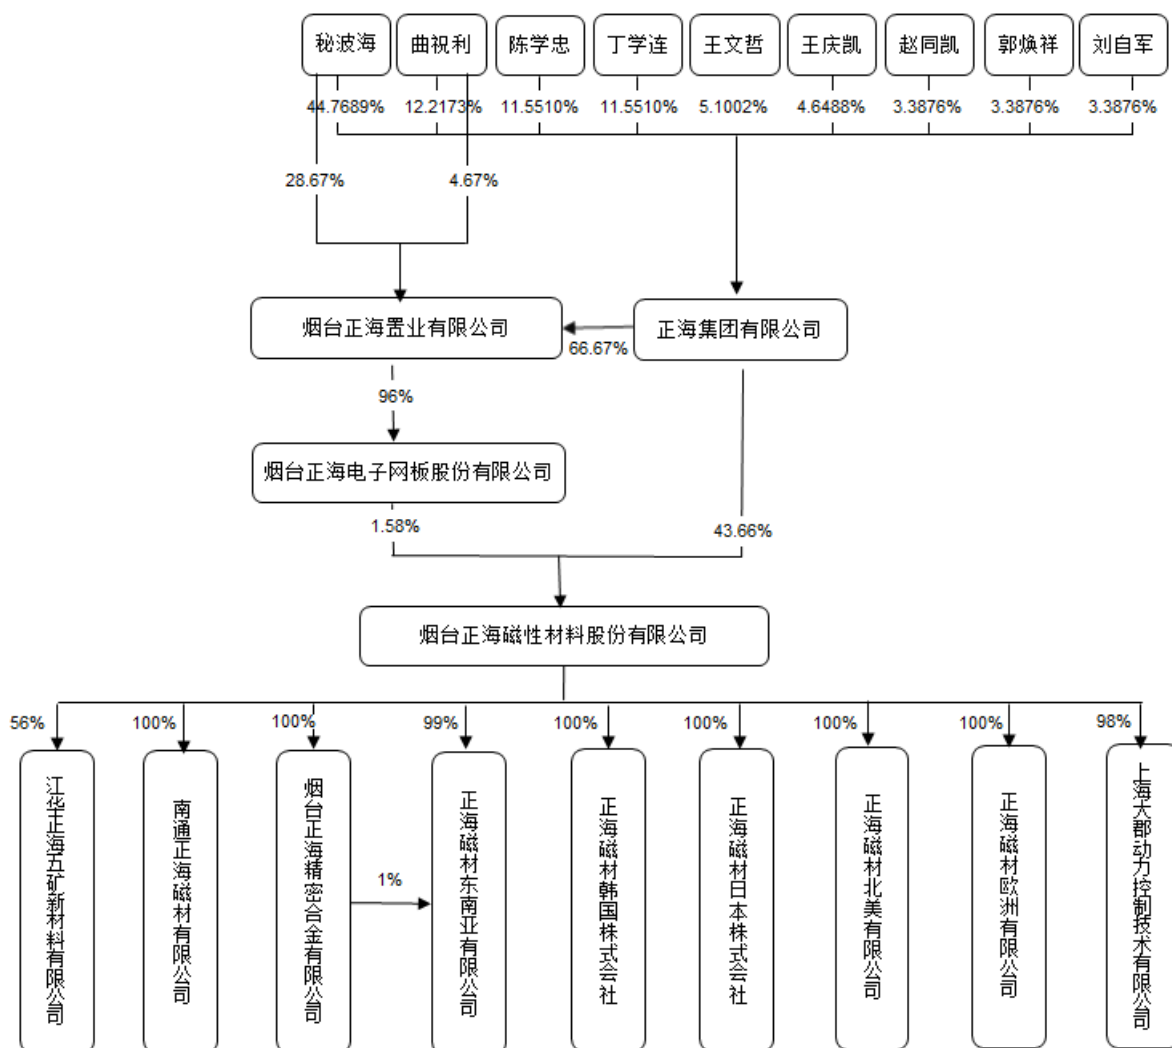 秘波海
曲祝利
陈学忠
丁学连
王文哲
王庆凯
赵同凯
郭焕祥
刘自军
44.7689%
12.2173%
11.5510%
11.5510%
5.1002%
4.6488%
3.3876%
3.3876%
3.3876%
28.67%
4.67%
烟台正海置业有限公司
正海集团有限公司
66.67%
96%
烟台正海电子网板股份有限公司
1.58%
43.66%
烟台正海磁性材料股份有限公司
56%
100%
100%
99%
100%
100%
100%
100%
98%
江华正海五矿新材料有限公司
南通正海磁材有限公司
烟台正海精密合金有限公司
1%
正海磁材东南亚有限公司
正海磁材韩国株式会社
正海磁材日本株式会社
正海磁材北美有限公司
正海磁材欧洲有限公司
上海大郡动力控制技术有限公司